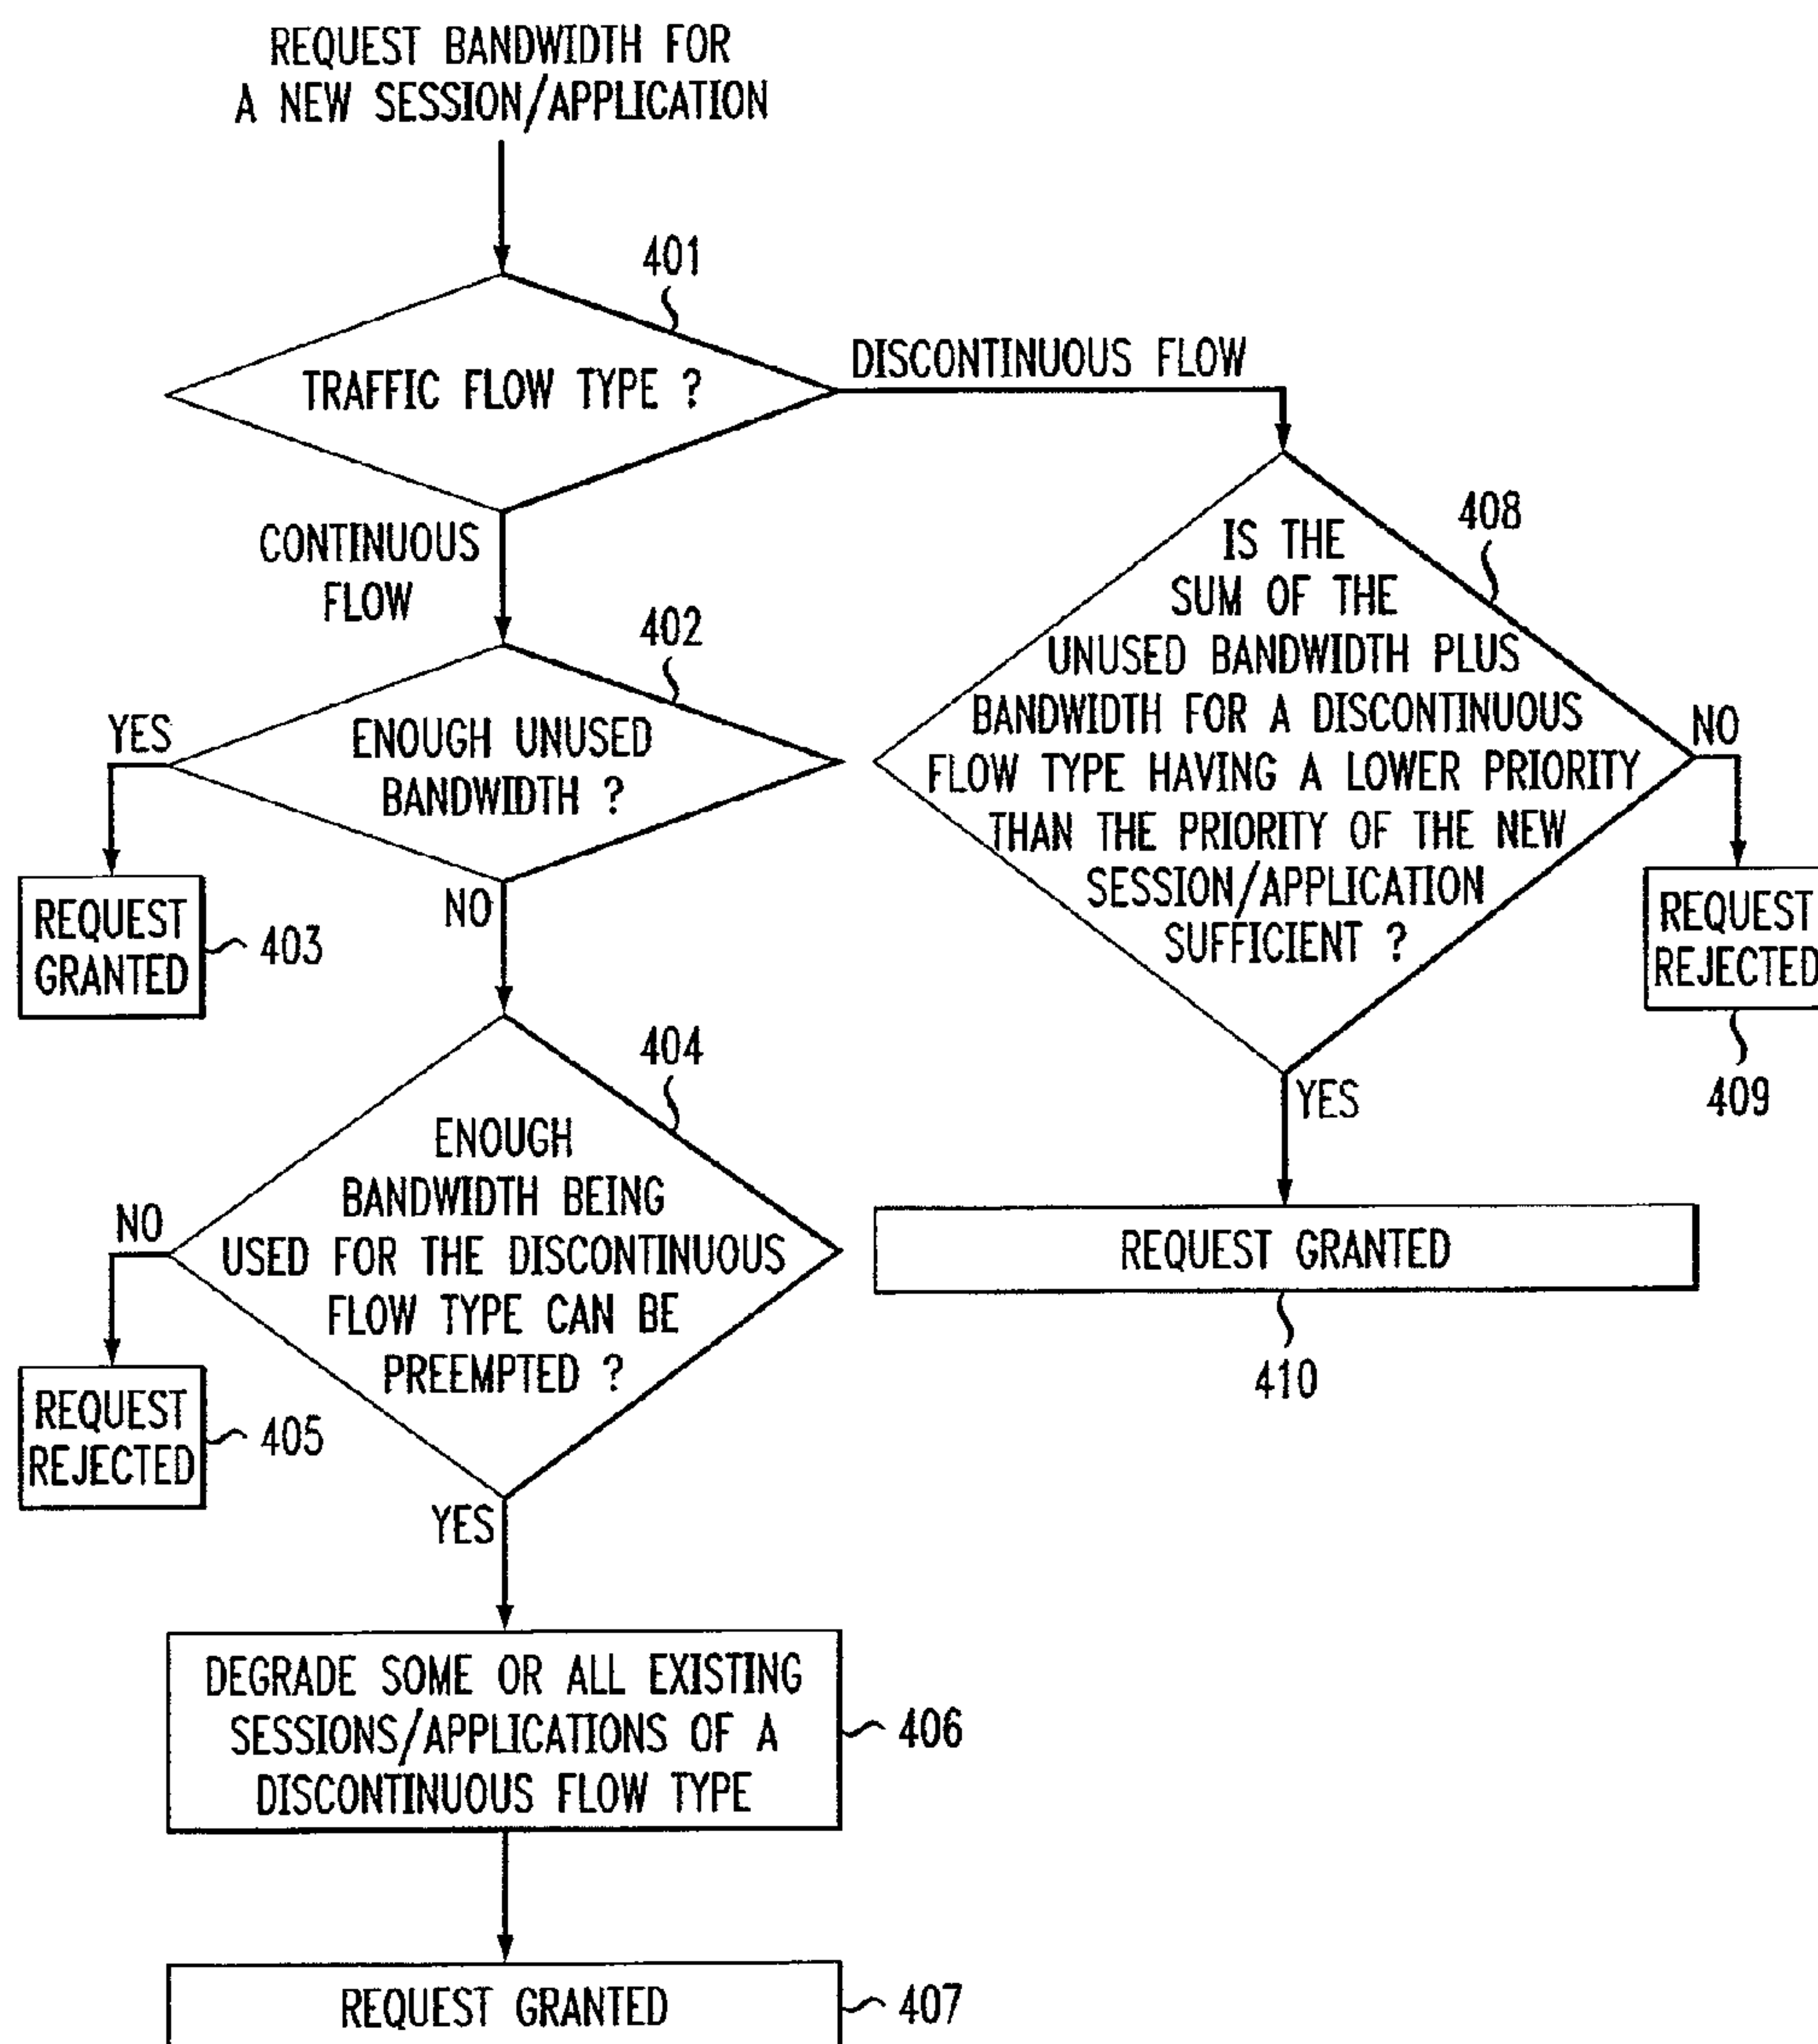 REQUEST BANDWIDTH FOR
A NEW SESSION/APPLICATION
401
TRAFFIC FLOW TYPE ?
DISCONTINUOUS FLOW
CONTINUOUS
FLOW
402
ENOUGH UNUSED
BANDWIDTH ?
YES
REQUEST
GRANTED
403
NO
404
ENOUGH
BANDWIDTH BEING
USED FOR THE DISCONTINUOUS
FLOW TYPE CAN BE
PREEMPTED ?
NO
REQUEST
REJECTED
405
YES
DEGRADE SOME OR ALL EXISTING
SESSIONS/APPLICATIONS OF A
DISCONTINUOUS FLOW TYPE
406
REQUEST GRANTED
407
408
IS THE
SUM OF THE
UNUSED BANDWIDTH PLUS
BANDWIDTH FOR A DISCONTINUOUS
FLOW TYPE HAVING A LOWER PRIORITY
THAN THE PRIORITY OF THE NEW
SESSION/APPLICATION
SUFFICIENT ?
NO
REQUEST
REJECTED
409
YES
REQUEST GRANTED
410